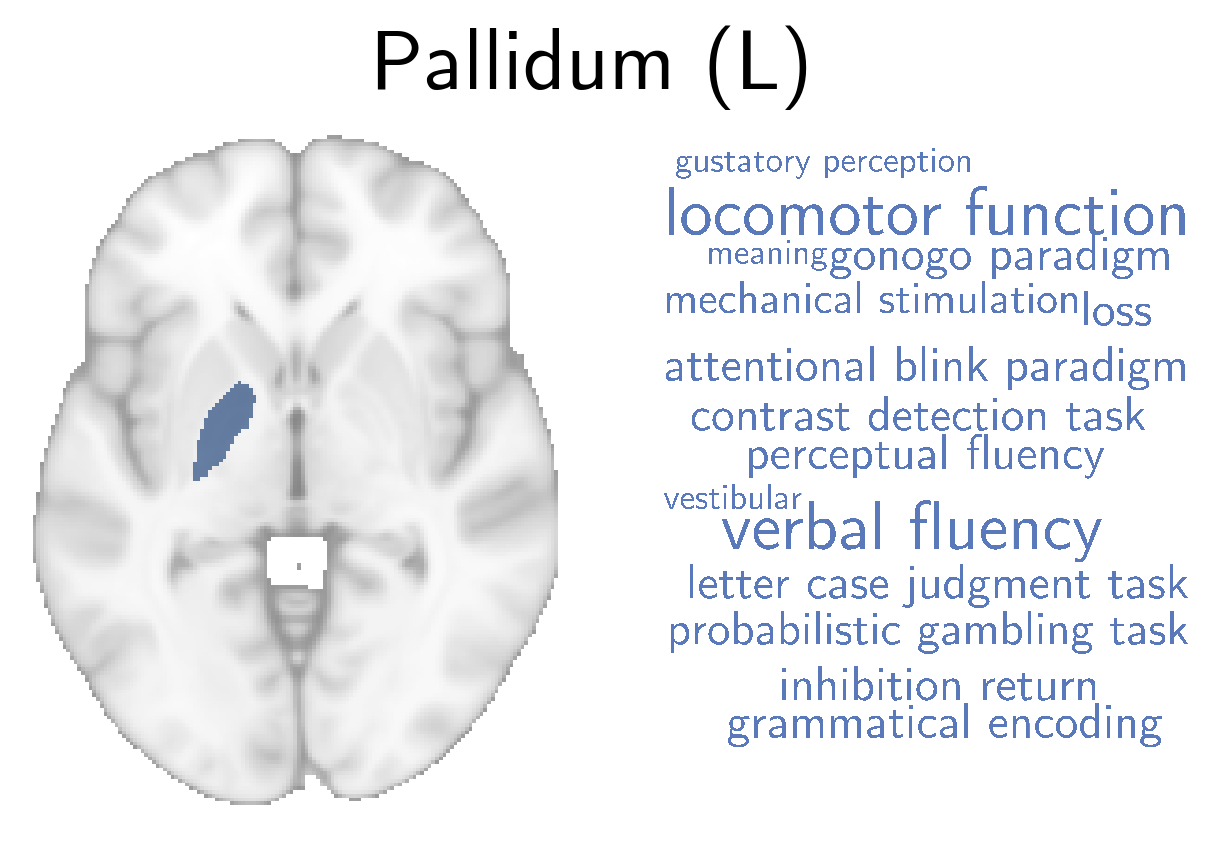 Pallidum (L)
gustatory perception
locomotor function
meaning gonogo paradigm
mechanical stimulation loss
attentional blink paradigm
contrast detection task
perceptual fluency
vestibular
verbal fluency
letter case judgment task
probabilistic gambling task
inhibition return
grammatical encoding